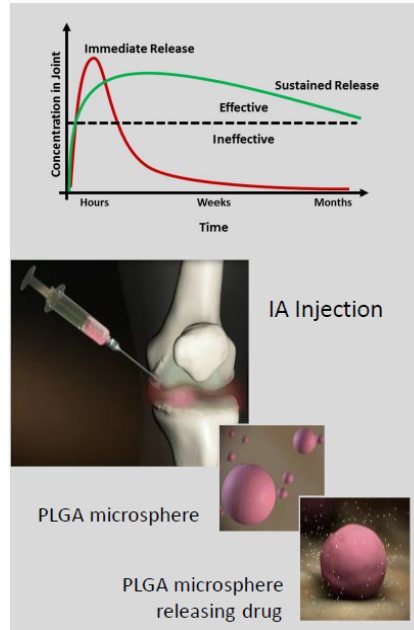 Immediate Release
Sustained Release
Effective
Ineffective
Concentration in Joint
Hours
Weeks
Months
Time
IA Injection
PLGA microsphere
PLGA microsphere
releasing drug